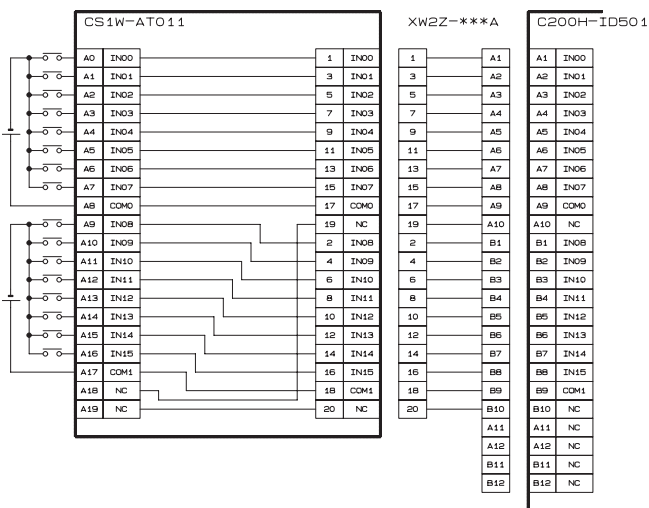 CS1W-AT011 XW2Z-***A C200H-ID501
A0 IN00 1 IN00 1 A1 A1 IN00
A1 IN01 3 IN01 3 A2 A2 IN01
A2 IN02 5 IN02 5 A3 A3 IN02
A3 IN03 7 IN03 7 A4 A4 IN03
A4 IN04 9 IN04 9 A5 A5 IN04
A5 IN05 11 IN05 11 A6 A6 IN05
A6 IN06 13 IN06 13 A7 A7 IN06
A7 IN07 15 IN07 15 A8 A8 IN07
A8 COM0 17 COM0 17 A9 A9 COM0
A9 IN08 19 NC 19 A10 A10 NC
A10 IN09 2 IN08 2 B1 B1 IN08
A11 IN10 4 IN09 4 B2 B2 IN09
A12 IN11 6 IN10 6 B3 B3 IN10
A13 IN12 8 IN11 8 B4 B4 IN11
A14 IN13 10 IN12 10 B5 B5 IN12
A15 IN14 12 IN13 12 B6 B6 IN13
A16 IN15 14 IN14 14 B7 B7 IN14
A17 COM1 16 IN15 16 B8 B8 IN15
A18 NC 18 COM1 18 B9 B9 COM1
A19 NC 20 NC 20 B10 B10 NC
A11 A11 NC
A12 A12 NC
B11 B11 NC
B12 B12 NC